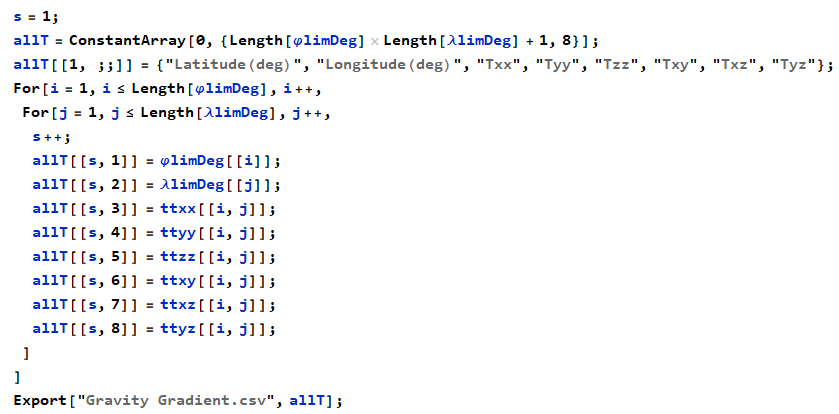 s = 1;
allT = ConstantArray[0, {Length[φlimDeg] × Length[λlimDeg] + 1, 8}];
allT[[1, ;;]] = {"Latitude(deg)", "Longitude(deg)", "Txx", "Tyy", "Tzz", "Txy", "Txz", "Tyz"};
For[i = 1, i ≤ Length[φlimDeg], i++,
For[j = 1, j ≤ Length[λlimDeg], j++,
s++;
allT[[s, 1]] = φlimDeg[[i]];
allT[[s, 2]] = λlimDeg[[j]];
allT[[s, 3]] = ttxx[[i, j]];
allT[[s, 4]] = ttyy[[i, j]];
allT[[s, 5]] = ttzz[[i, j]];
allT[[s, 6]] = ttxy[[i, j]];
allT[[s, 7]] = ttxz[[i, j]];
allT[[s, 8]] = ttyz[[i, j]];
]
]
Export["Gravity Gradient.csv", allT];